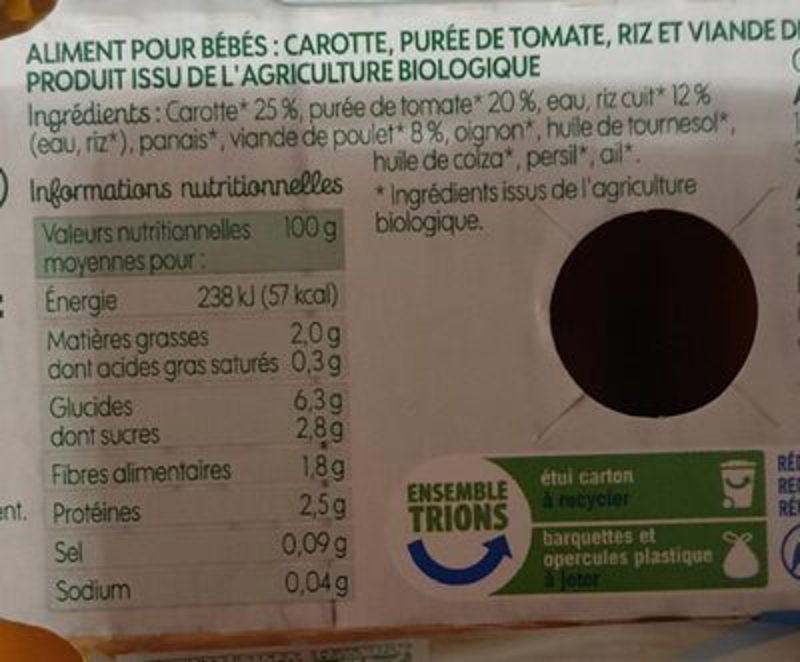 ALIMENT POUR BÉBÉS : CAROTTE, PURÉE DE TOMATE, RIZ ET VIANDE
PRODUIT ISSU DE L'AGRICULTURE BIOLOGIQUE
Ingrédients : Carotte* 25 %, purée de tomate* 20 %, eau, riz cuit* 12 %
(eau, riz*), panais*, viande de poulet* 8 %, oignon*, huile de tournesol*,
huile de colza*, persil*, ail*.
* Ingrédients issus de l'agriculture
biologique.
Informations nutritionnelles
Valeurs nutritionnelles 100 g
moyennes pour :
Énergie 238 kJ (57 kcal)
Matières grasses 2,0 g
dont acides gras saturés 0,3 g
Glucides 6,3 g
dont sucres 2,8 g
Fibres alimentaires 1,8 g
Protéines 2,5 g
Sel 0,09 g
Sodium 0,04 g
ENSEMBLE
TRIONS
étui carton
à recycler
barquettes et
opercules plastique
à jeter